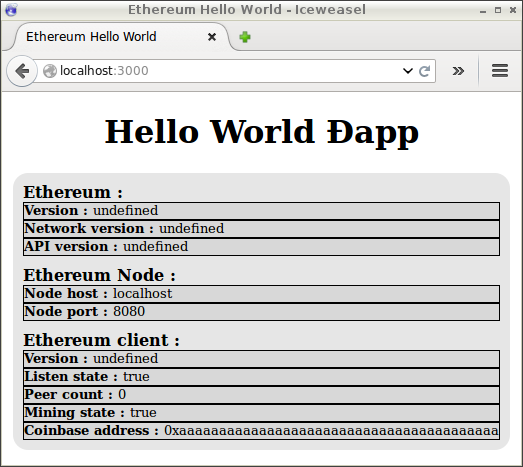 Ethereum Hello World - Iceweasel
Ethereum Hello World
localhost:3000
Hello World Ðapp
Ethereum :
Version : undefined
Network version : undefined
API version : undefined
Ethereum Node :
Node host : localhost
Node port : 8080
Ethereum client :
Version : undefined
Listen state : true
Peer count : 0
Mining state : true
Coinbase address : 0xaaaaaaaaaaaaaaaaaaaaaaaaaaaaaaaaaaaaaaaa